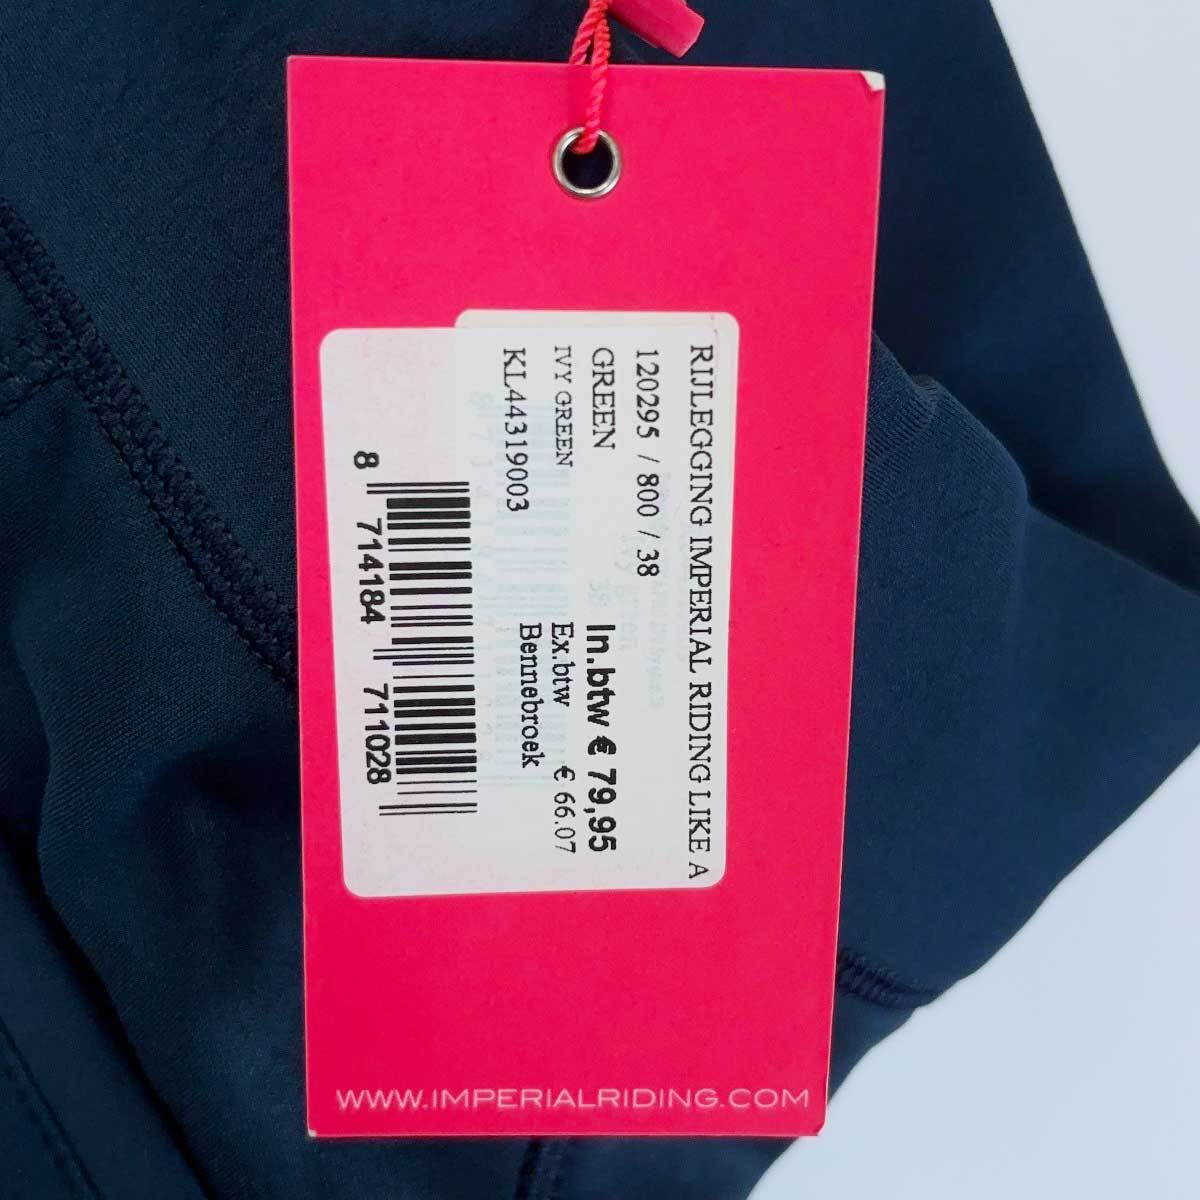 RIJLEGGING IMPERIAL RIDING LIKE A
120295 / 800 / 38
GREEN
In.btw € 79,95
IVY GREEN
Ex.btw € 66.07
KL44319003
Bennebroek
8 714184 711028
WWW.IMPERIALRIDING.COM